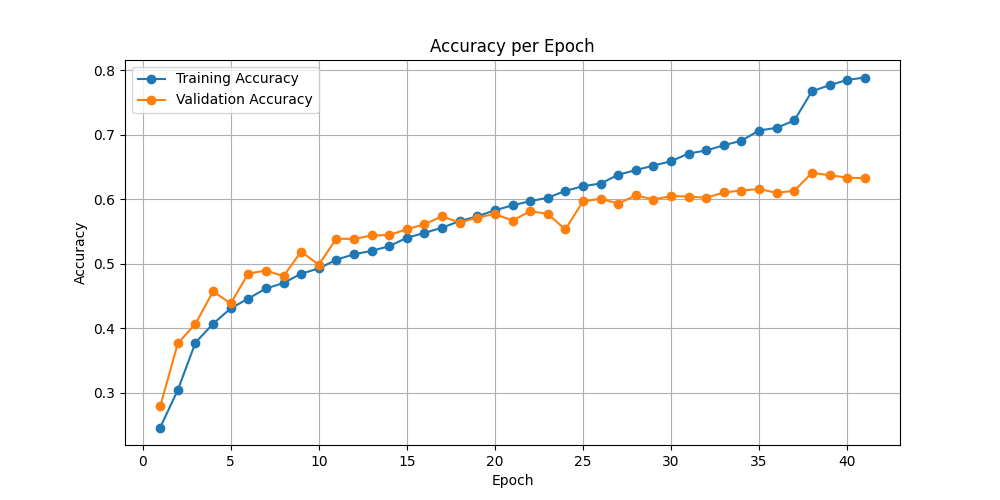 Accuracy per Epoch
Training Accuracy
Validation Accuracy
0.8
0.7
0.6
0.5
0.4
0.3
Accuracy
0 5 10 15 20 25 30 35 40
Epoch